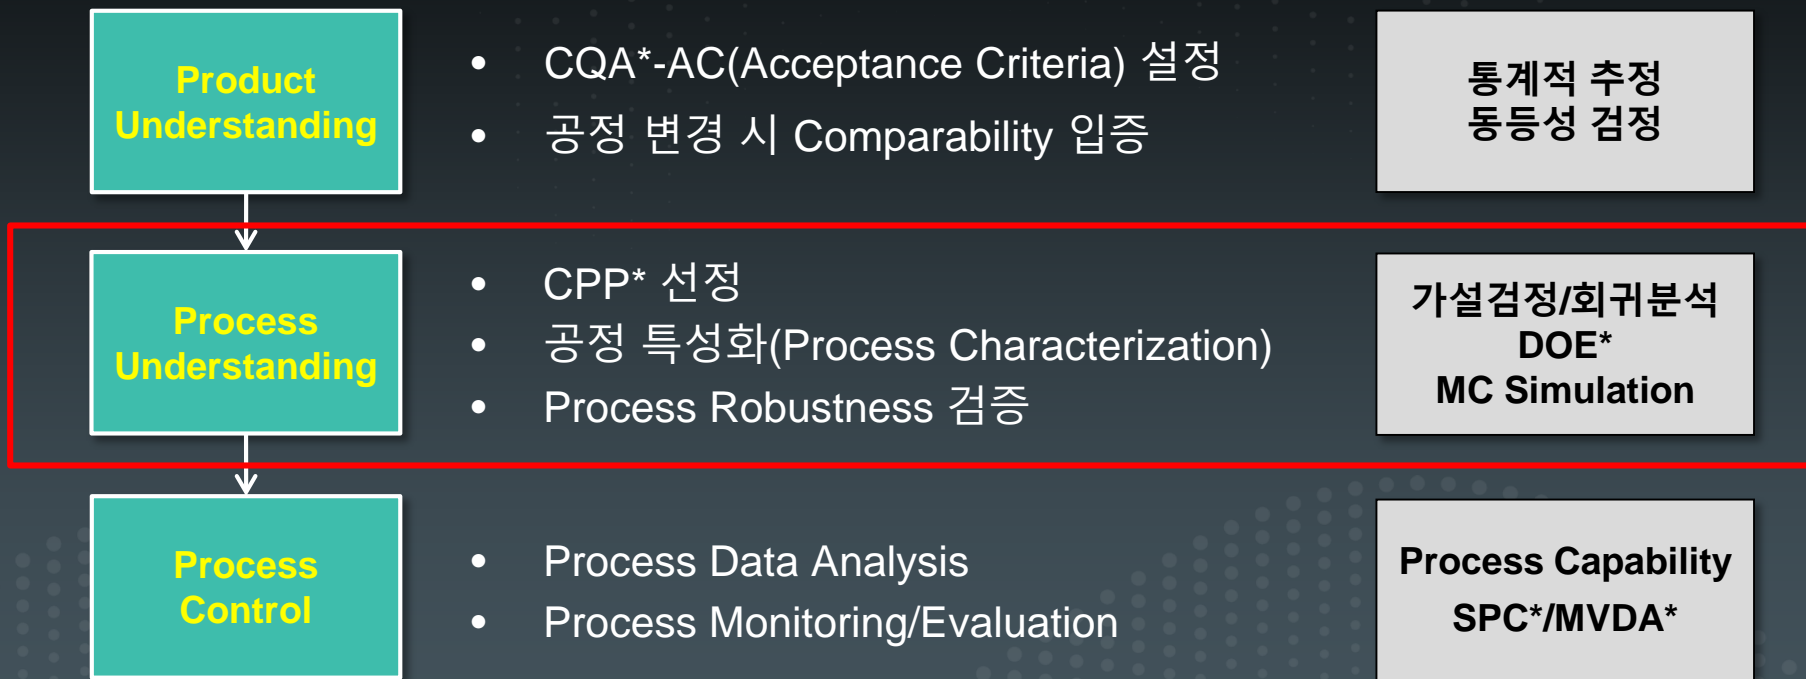 Product
Understanding
• CQA*-AC(Acceptance Criteria) 설정
• 공정 변경 시 Comparability 입증
통계적 추정
동등성 검정
Process
Understanding
• CPP* 선정
• 공정 특성화(Process Characterization)
• Process Robustness 검증
가설검정/회귀분석
DOE*
MC Simulation
Process
Control
• Process Data Analysis
• Process Monitoring/Evaluation
Process Capability
SPC*/MVDA*